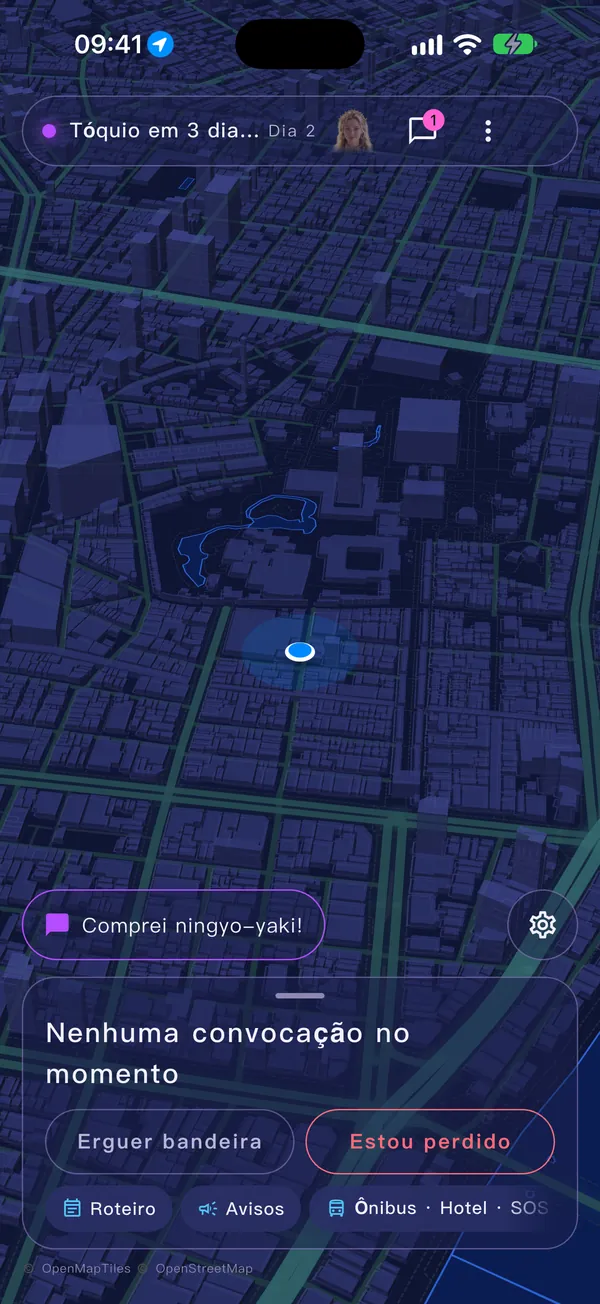 09:41
Tóquio em 3 dia... Dia 2
1
Comprei ningyo-yaki!
Nenhuma convocação no
momento
Erguer bandeira
Estou perdido
Roteiro
Avisos
Ônibus · Hotel · SOS
© OpenMapTiles © OpenStreetMap